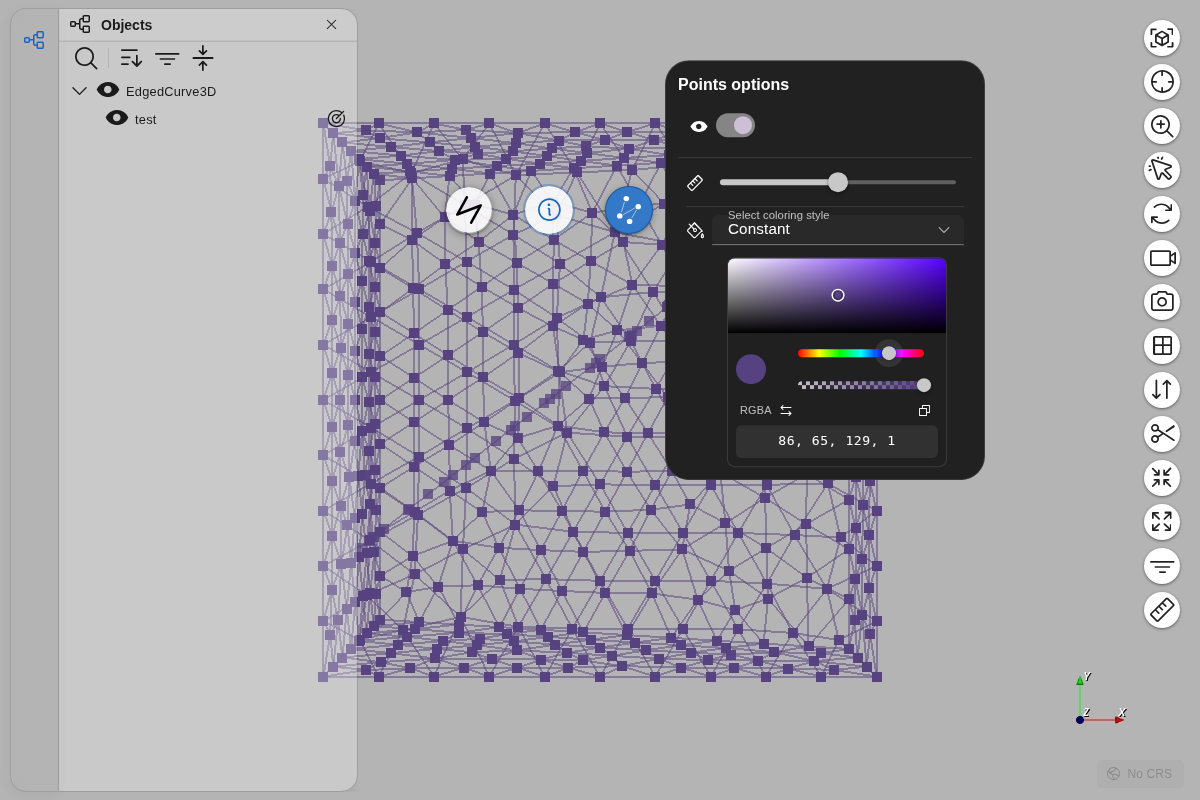 Objects
EdgedCurve3D
test
Points options
Select coloring style
Constant
RGBA
86, 65, 129, 1
Y
Z
X
No CRS